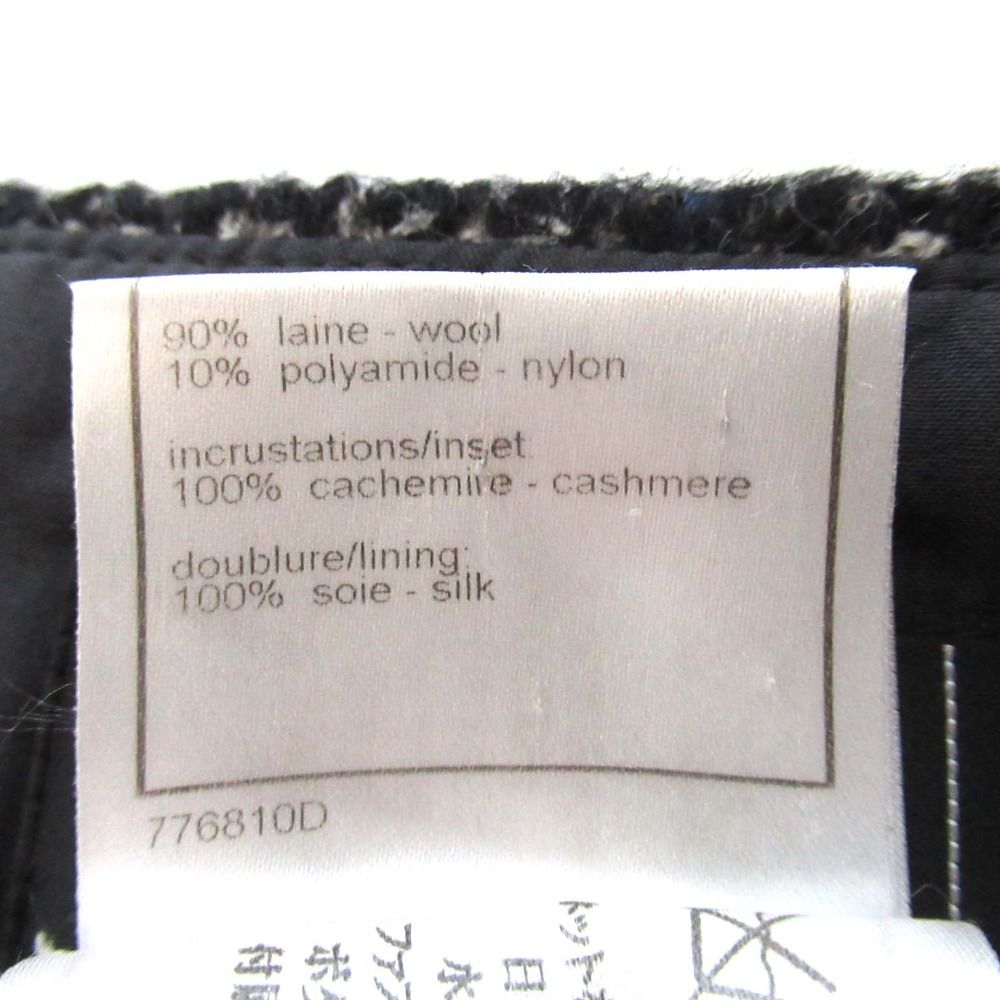 90% laine - wool
10% polyamide - nylon
incrustations/inset
100% cachemire - cashmere
doublure/lining:
100% soie - silk
776810D